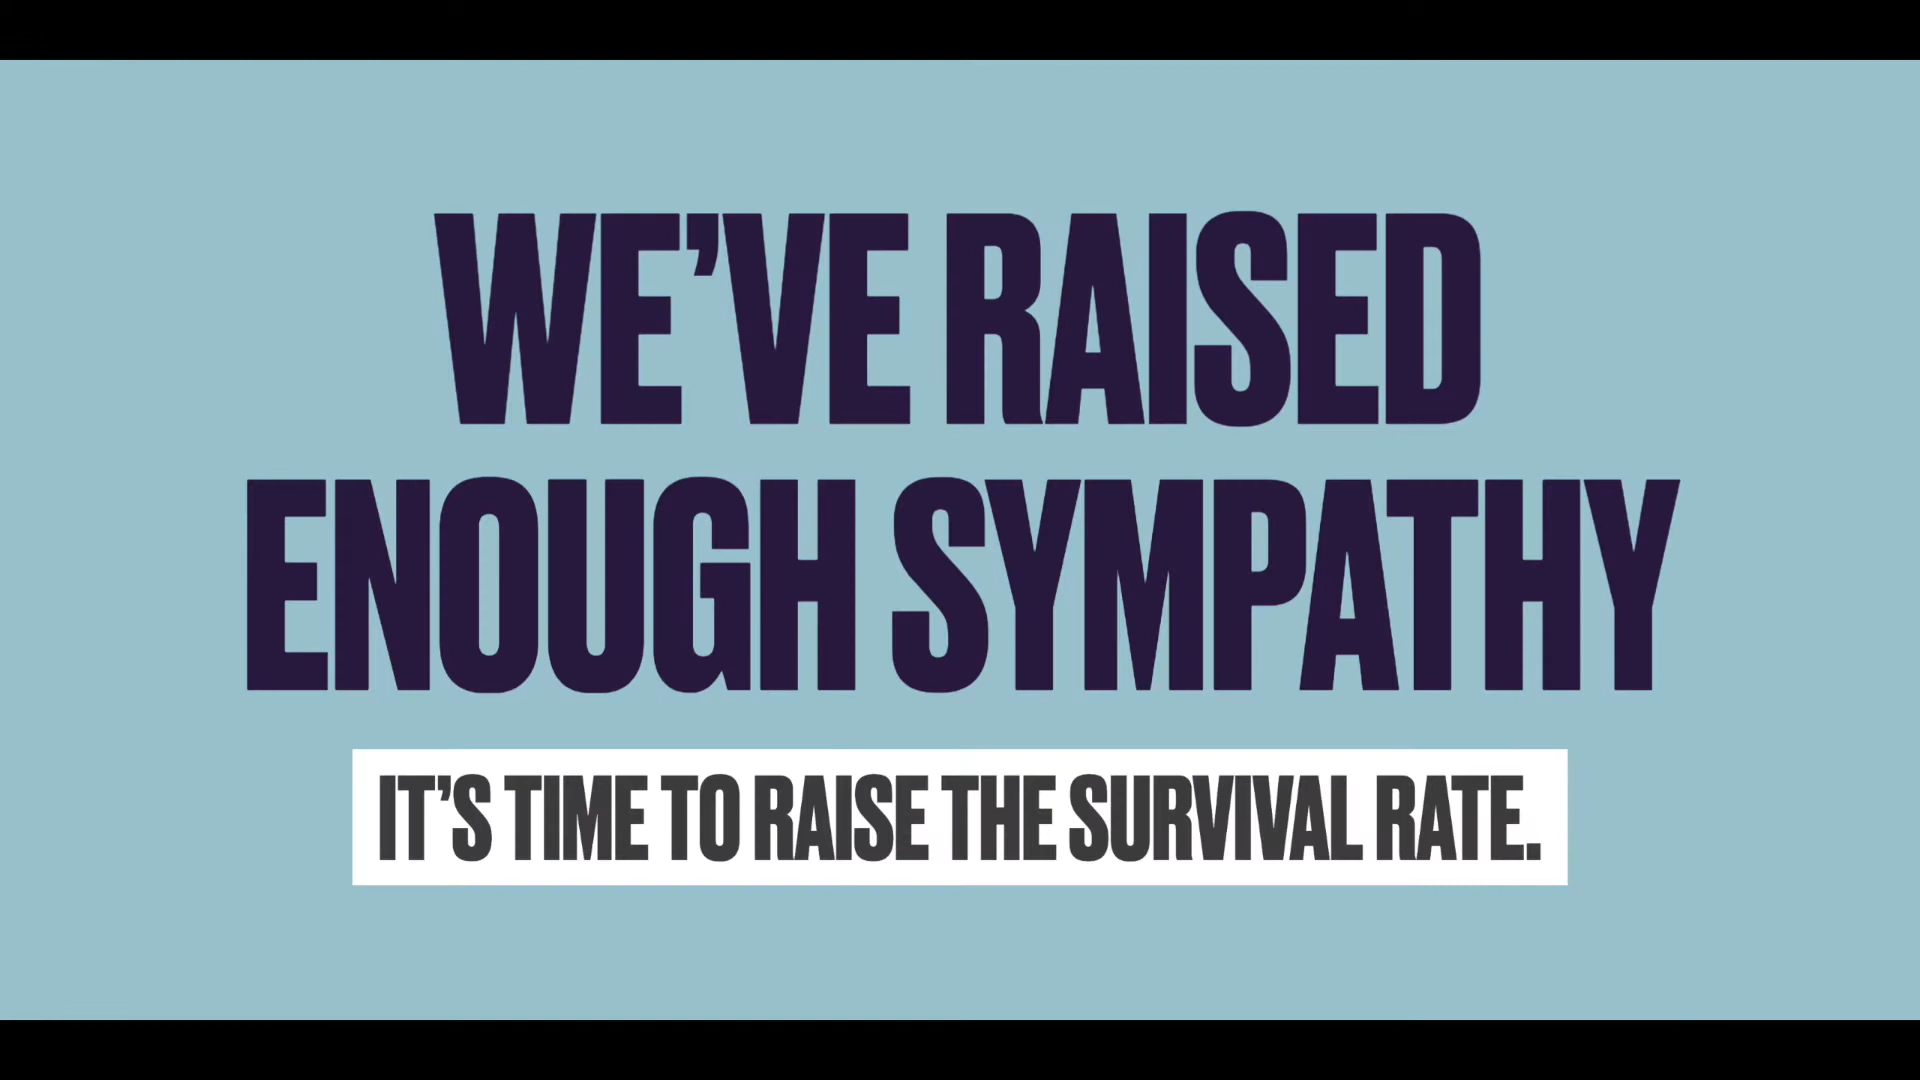 WE’VE RAISED
ENOUGH SYMPATHY
IT’S TIME TO RAISE THE SURVIVAL RATE.